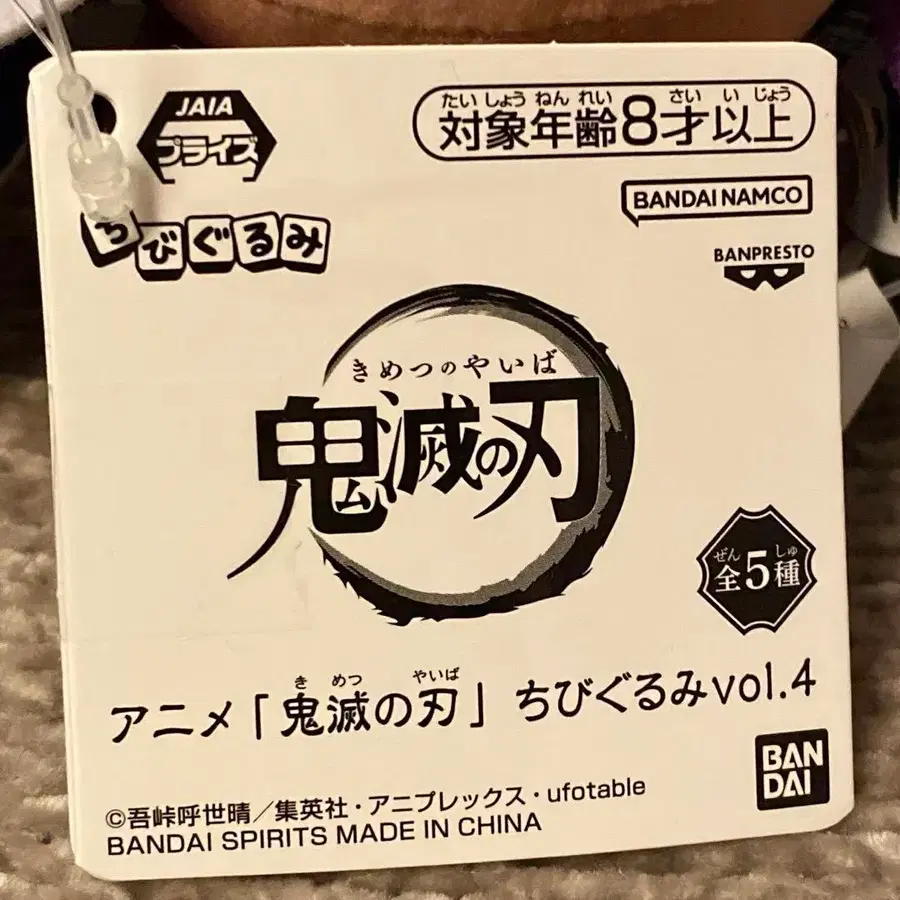 JAIA
プライズ
たいしょうねんれい さいいじょう
対象年齢8才以上
BANDAI NAMCO
ちびぐるみ
BANPRESTO
きめつのやいば
鬼滅の刃
ぜん しゅ
全5種
き めつ やいば
アニメ「鬼滅の刃」ちびぐるみvol.4
BAN
DAI
©吾峠呼世晴／集英社・アニプレックス・ufotable
BANDAI SPIRITS MADE IN CHINA